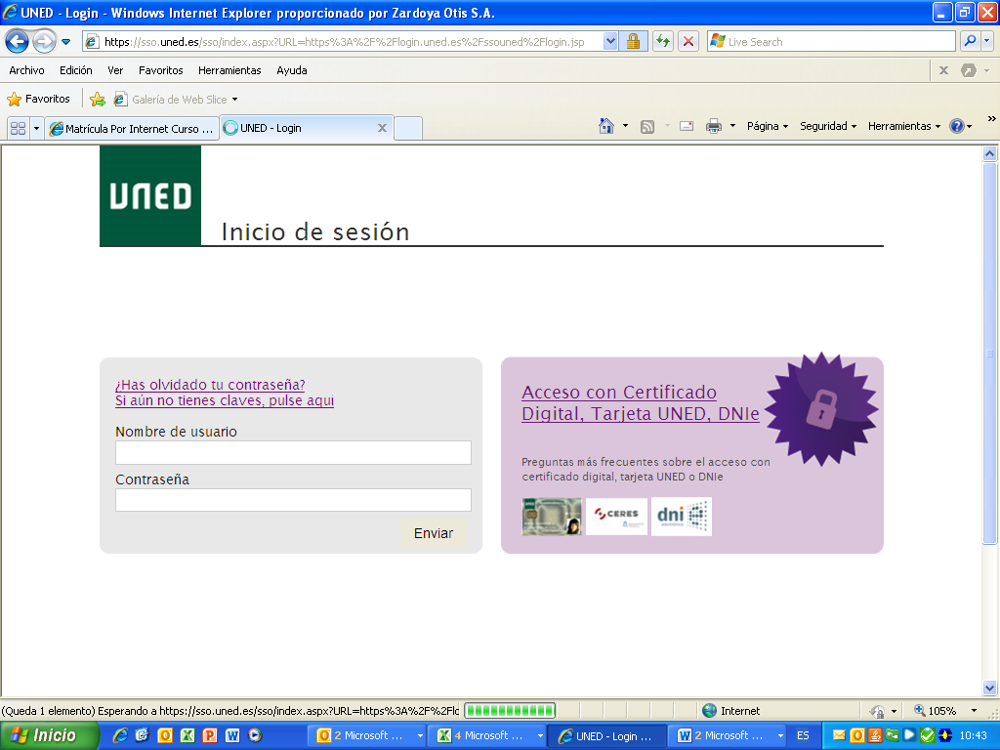 UNED - Login - Windows Internet Explorer proporcionado por Zardoya Otis S.A.
https://sso.uned.es/sso/index.aspx?URL=https%3A%2F%2Flogin.uned.es%2Fssouned%2Flogin.jsp
Live Search
Archivo Edición Ver Favoritos Herramientas Ayuda
Favoritos Galería de Web Slice
Matrícula Por Internet Curso ... UNED - Login X Página Seguridad Herramientas
UNED
Inicio de sesión
¿Has olvidado tu contraseña?
Si aún no tienes claves, pulse aqui
Nombre de usuario
Contraseña
Enviar
Acceso con Certificado
Digital, Tarjeta UNED, DNIe
Preguntas más frecuentes sobre el acceso con
certificado digital, tarjeta UNED o DNIe
CERES
dni
(Queda 1 elemento) Esperando a https://sso.uned.es/sso/index.aspx?URL=https%3A%2F%2Flo
Internet
105%
Inicio
2 Microsoft ... 4 Microsoft ... UNED - Login ... 2 Microsoft ... ES 10:43